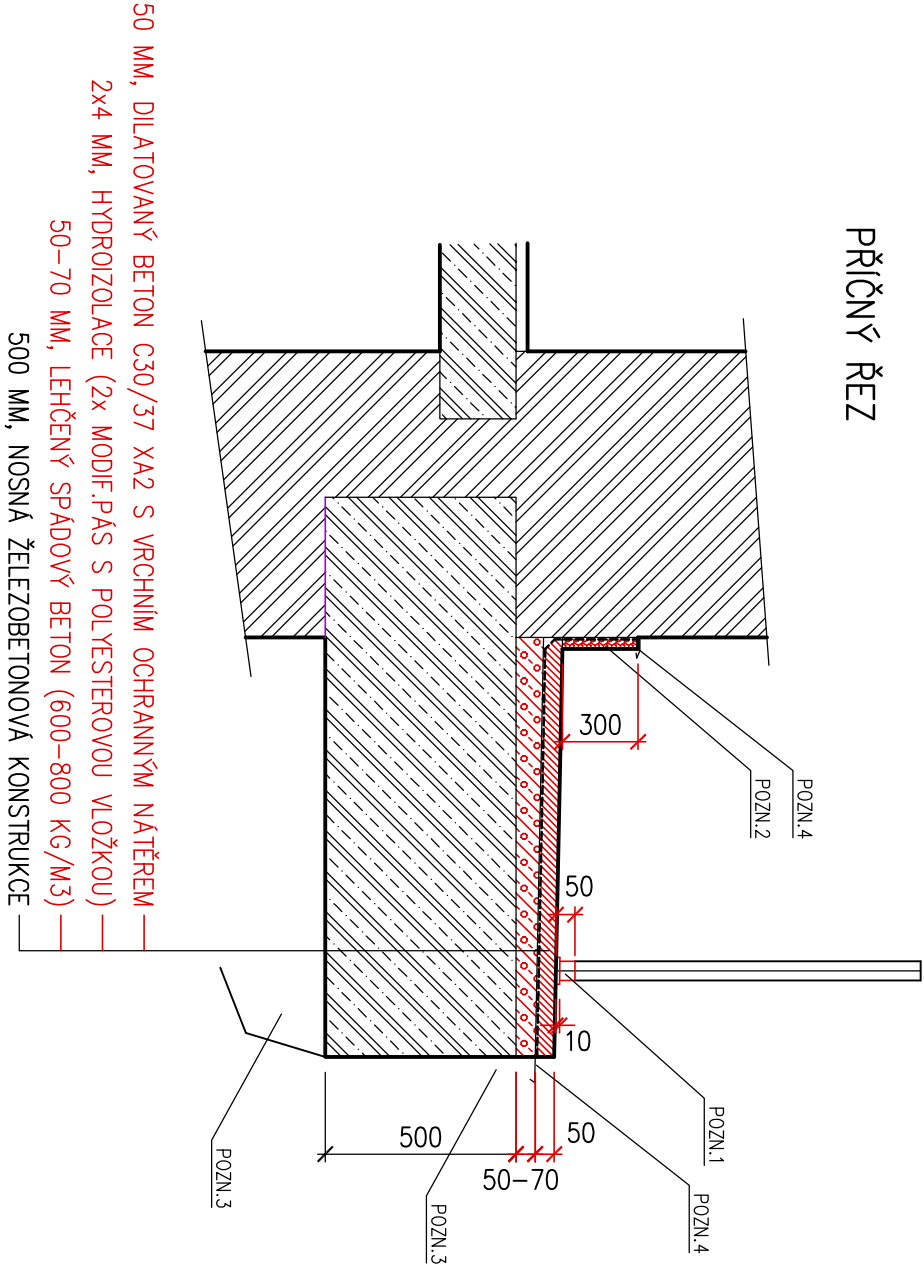 PŘÍČNÝ ŘEZ
50 MM, DILATOVANÝ BETON C30/37 XA2 S VRCHNÍM OCHRANNÝM NÁTĚREM
2x4 MM, HYDROIZOLACE (2x MODIF.PÁS S POLYESTEROVOU VLOŽKOU)
50-70 MM, LEHČENÝ SPÁDOVÝ BETON (600-800 KG/M3)
500 MM, NOSNÁ ŽELEZOBETONOVÁ KONSTRUKCE
300
POZN.4
POZN.2
50
10
POZN.1
50
500
50-70
POZN.4
POZN.3
POZN.3